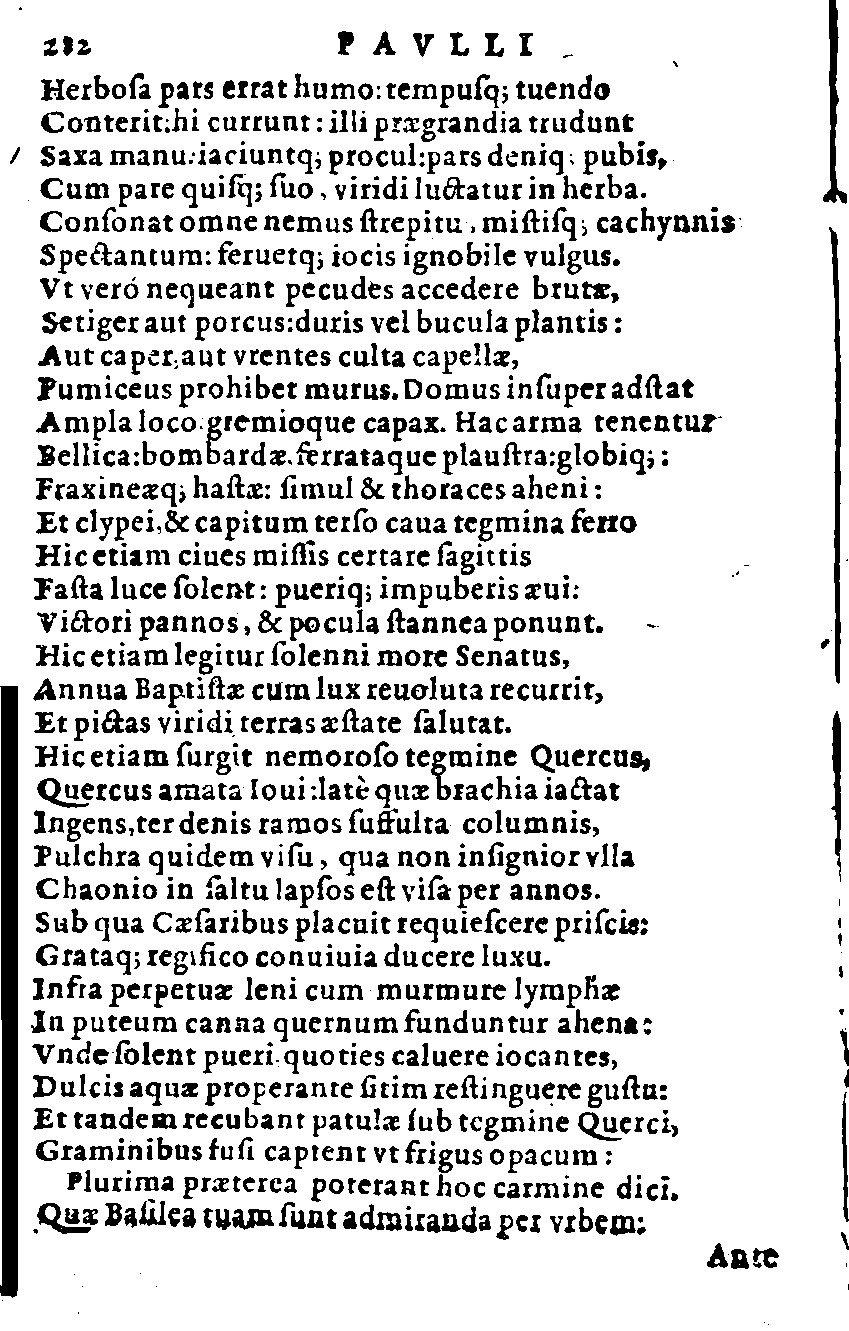 282 PAVLLI
Herboſa pars errat humo: tempuſq; tuendo
Conterit:hi currunt: illi prægrandia trudunt
Saxa manu:iaciuntq; procul:pars deniq; pubis,
Cum pare quiſq; ſuo, viridi luctatur in herba.
Conſonat omne nemus ſtrepitu, miſtiſq; cachynnis
Spectantum: feruetq; iocis ignobile vulgus.
Vt veró nequeant pecudes accedere brutæ,
Setiger aut porcus:duris vel bucula plantis:
Aut caper,aut vrentes culta capellæ,
Pumiceus prohibet murus. Domus inſuper adſtat
Ampla loco.gremioque capax. Hac arma tenentur
Bellica:bombardæ.ferrataque plauſtra:globiq;:
Fraxineæq; haſtæ: ſimul & thoraces aheni:
Et clypei,& capitum terſo caua tegmina ferro
Hic etiam ciues miſſis certare ſagittis
Faſta luce ſolent: pueriq; impuberis æui:
Victori pannos, & pocula ſtannea ponunt.
Hic etiam legitur ſolenni more Senatus,
Annua Baptiſtæ cum lux reuoluta recurrit,
Et pictas viridi terras æſtate ſalutat.
Hic etiam ſurgit nemoroſo tegmine Quercus,
Quercus amata Ioui:latè quæ brachia iactat
Ingens,ter denis ramos ſuffulta columnis,
Pulchra quidem viſu, qua non inſignior vlla
Chaonio in ſaltu lapſos eſt viſa per annos.
Sub qua Cæſaribus placuit requieſcere priſcis:
Grataq; regifico conuiuia ducere luxu.
Infra perpetuæ leni cum murmure lymphæ
In puteum canna quernum funduntur ahena:
Vnde ſolent pueri.quoties caluere iocantes,
Dulcis aquæ properante ſitim reſtinguere guſtu:
Et tandem recubant patulæ ſub tegmine Querci,
Graminibus fuſi captent vt frigus opacum:
Plurima præterea poterant hoc carmine dici.
Quæ Baſilea tuam ſunt admiranda per vrbem:
Ante